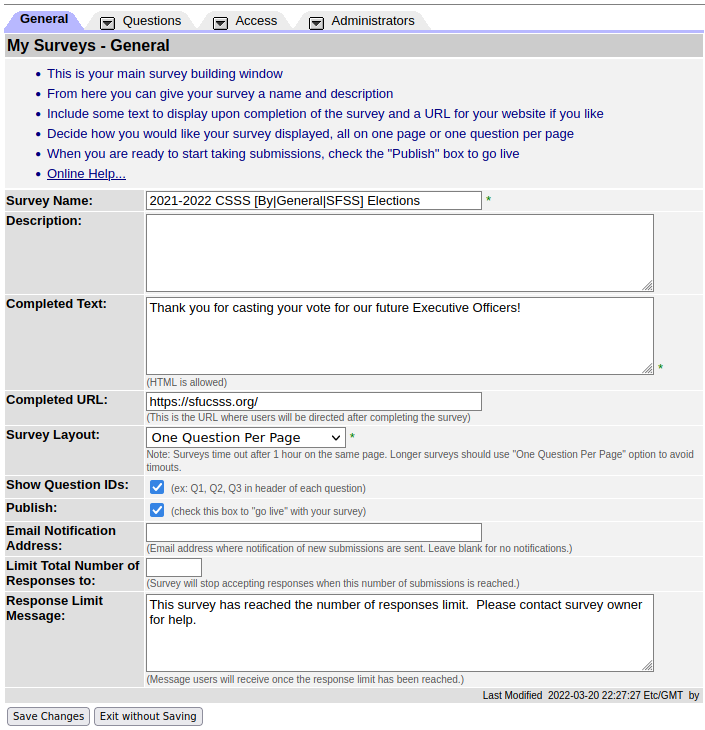 General Questions Access Administrators
My Surveys - General
This is your main survey building window
From here you can give your survey a name and description
Include some text to display upon completion of the survey and a URL for your website if you like
Decide how you would like your survey displayed, all on one page or one question per page
When you are ready to start taking submissions, check the "Publish" box to go live
Online Help...
Survey Name: 2021-2022 CSSS [By|General|SFSS] Elections *
Description:
Completed Text: Thank you for casting your vote for our future Executive Officers!
*
(HTML is allowed)
Completed URL: https://sfucsss.org/
(This is the URL where users will be directed after completing the survey)
Survey Layout: One Question Per Page *
Note: Surveys time out after 1 hour on the same page. Longer surveys should use "One Question Per Page" option to avoid
timouts.
Show Question IDs: (ex: Q1, Q2, Q3 in header of each question)
Publish: (check this box to "go live" with your survey)
Email Notification
Address:
(Email address where notification of new submissions are sent. Leave blank for no notifications.)
Limit Total Number of
Responses to:
(Survey will stop accepting responses when this number of submissions is reached.)
Response Limit
Message:
This survey has reached the number of responses limit.  Please contact survey owner
for help.
(Message users will receive once the response limit has been reached.)
Last Modified 2022-03-20 22:27:27 Etc/GMT by
Save Changes Exit without Saving